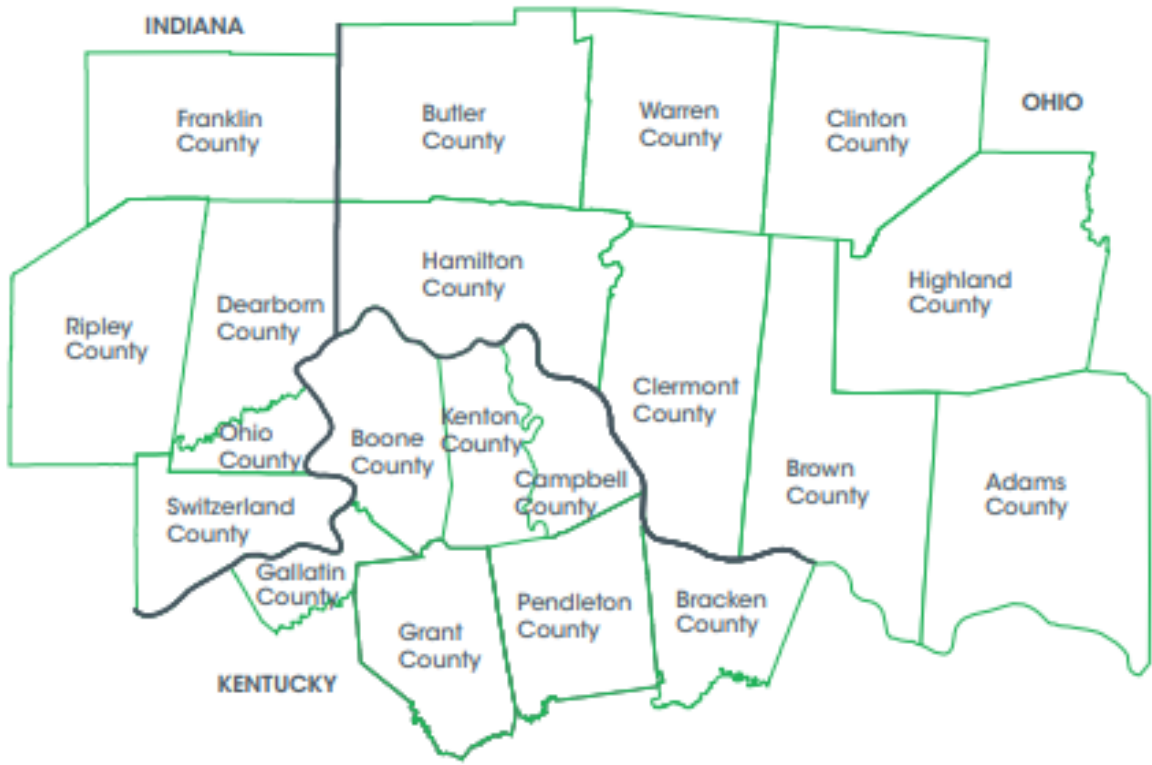 INDIANA
OHIO
Franklin
County
Butler
County
Warren
County
Clinton
County
Hamilton
County
Highland
County
Dearborn
County
Ripley
County
Clermont
County
Kenton
County
Ohio
County
Boone
County
Brown
County
Adams
County
Campbell
County
Switzerland
County
Gallatin
County
Pendleton
County
Bracken
County
Grant
County
KENTUCKY